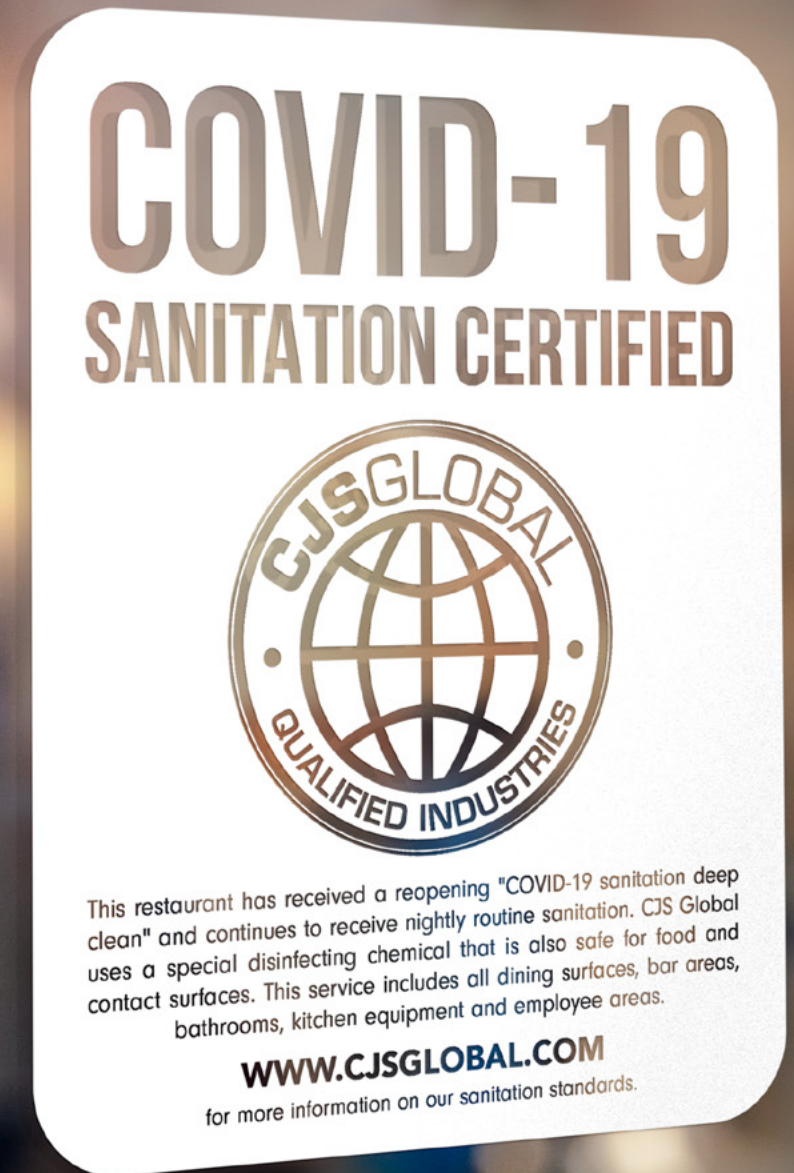 COVID-19
SANITATION CERTIFIED
CJSGLOBAL
QUALIFIED INDUSTRIES
This restaurant has received a reopening "COVID-19 sanitation deep
clean" and continues to receive nightly routine sanitation. CJS Global
uses a special disinfecting chemical that is also safe for food and
contact surfaces. This service includes all dining surfaces, bar areas,
bathrooms, kitchen equipment and employee areas.
WWW.CJSGLOBAL.COM
for more information on our sanitation standards.